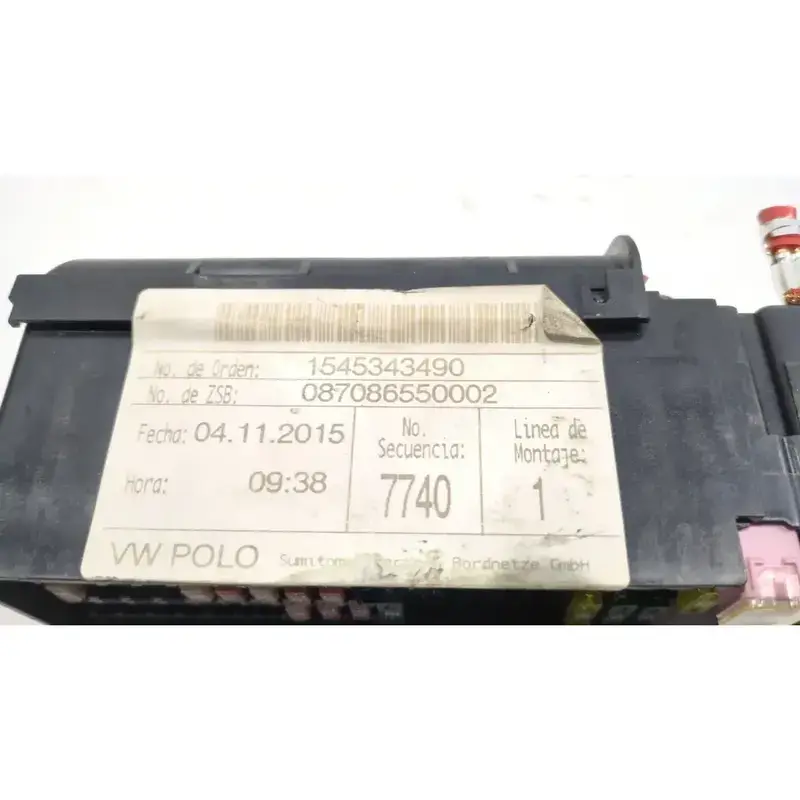 No. de Orden: 1545343490
No. de ZSB: 087086550002
Fecha: 04.11.2015
Hora: 09:38
No. Secuencia:
7740
Linea de Montaje:
1
VW POLO Bordnetze GmbH